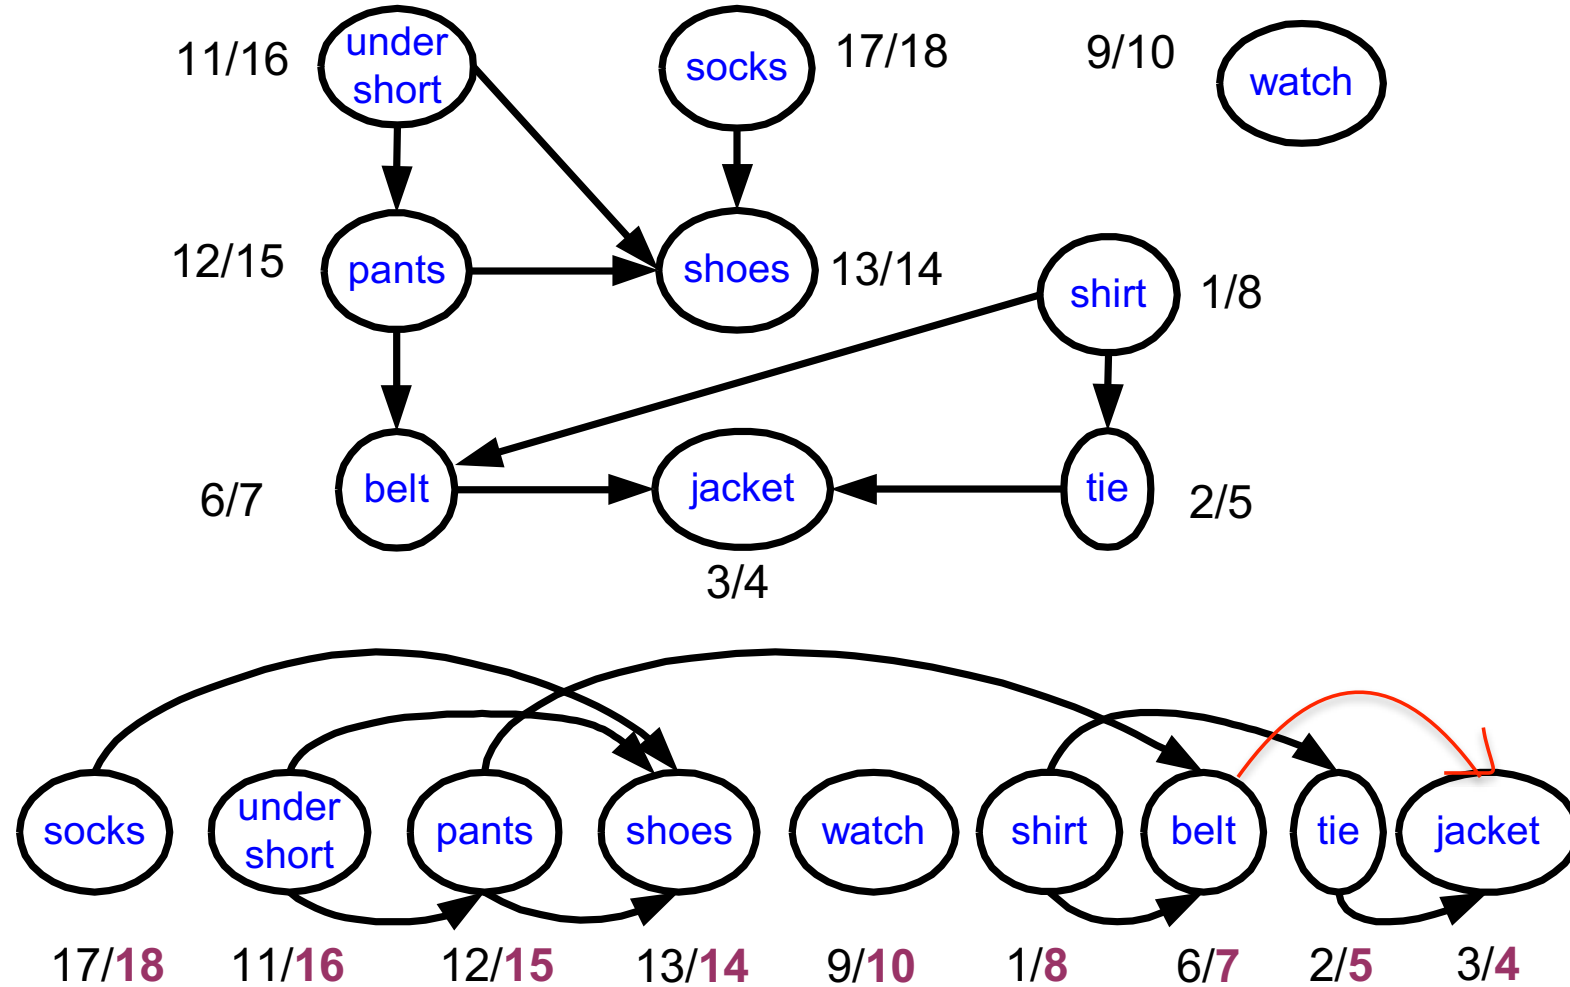 11/16
under
short
socks
17/18
9/10
watch
12/15
pants
shoes
13/14
shirt
1/8
6/7
belt
jacket
tie
2/5
3/4
socks
under
short
pants
shoes
watch
shirt
belt
tie
jacket
17/18
11/16
12/15
13/14
9/10
1/8
6/7
2/5
3/4